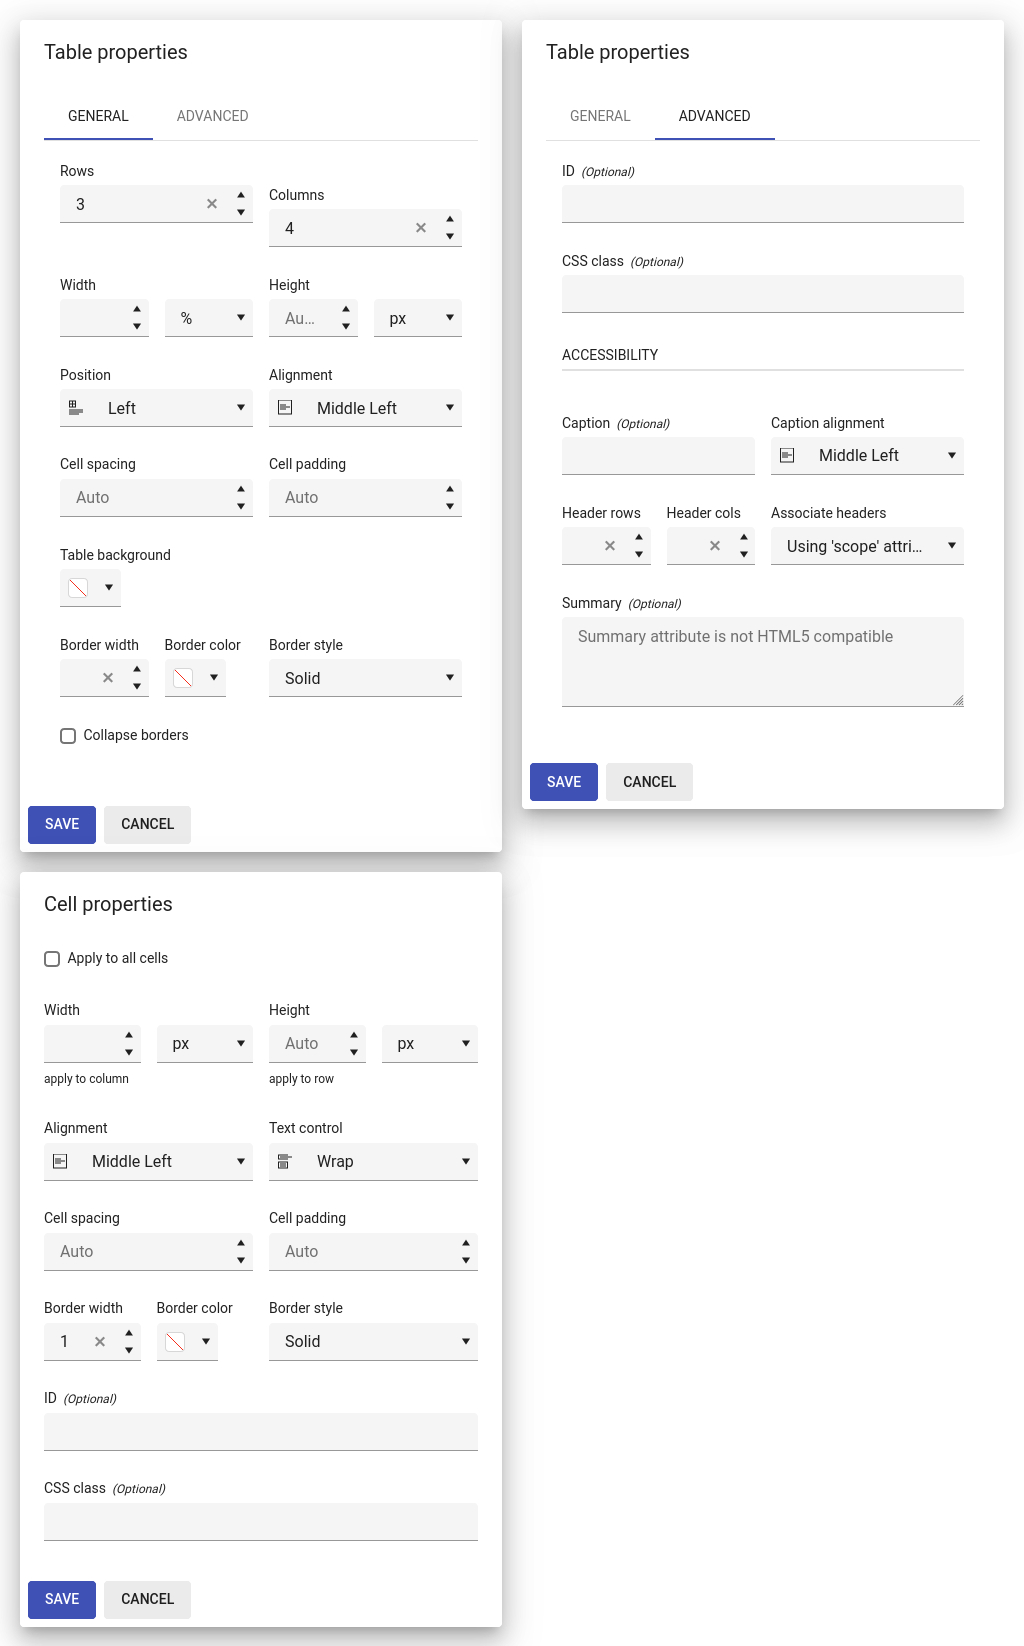 Table properties
GENERAL ADVANCED
Rows
3
Columns
4
Width Height
% Au... px
Position Alignment
Left Middle Left
Cell spacing Cell padding
Auto Auto
Table background
Border width Border color Border style
Solid
Collapse borders
SAVE CANCEL
Table properties
GENERAL ADVANCED
ID (Optional)
CSS class (Optional)
ACCESSIBILITY
Caption (Optional) Caption alignment
Middle Left
Header rows Header cols Associate headers
Using 'scope' attri...
Summary (Optional)
Summary attribute is not HTML5 compatible
SAVE CANCEL
Cell properties
Apply to all cells
Width Height
px Auto px
apply to column apply to row
Alignment Text control
Middle Left Wrap
Cell spacing Cell padding
Auto Auto
Border width Border color Border style
1 Solid
ID (Optional)
CSS class (Optional)
SAVE CANCEL